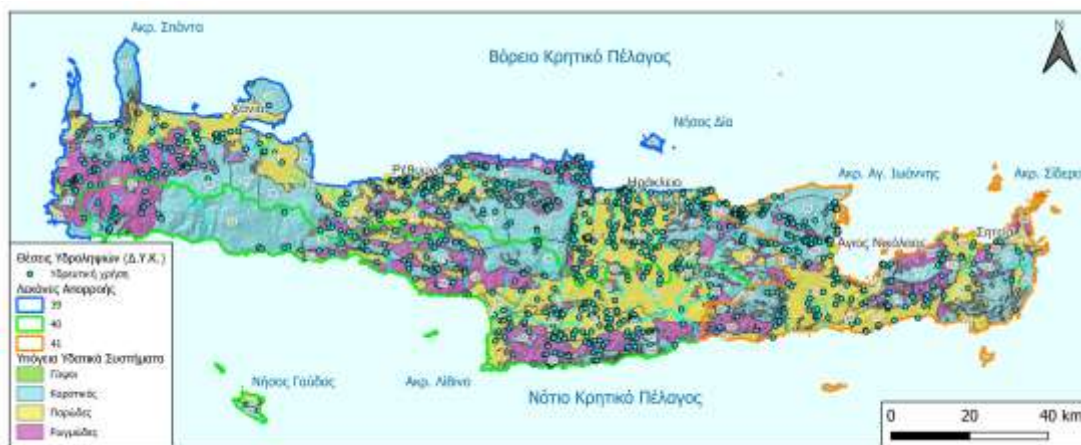 Ακρ. Σπάντα
Βόρειο Κρητικό Πέλαγος
N
Χανιά
Νήσος Δία
Ρέθυμνο
Ηράκλειο
Ακρ. Αγ. Ιωάννης
Ακρ. Σίδερο
Άγιος Νικόλαος
Σητεία
Θέσεις Υδροληψιών (Δ.Υ.Κ.)
Υδρευτική χρήση
Λεκάνες Απορροής
39
40
41
Υπόγεια Υδατικά Συστήματα
Γύψοι
Καρστικός
Πορώδες
Ρωγμώδες
Νήσος Γαύδος
Ακρ. Λίθινο
Νότιο Κρητικό Πέλαγος
0 20 40 km